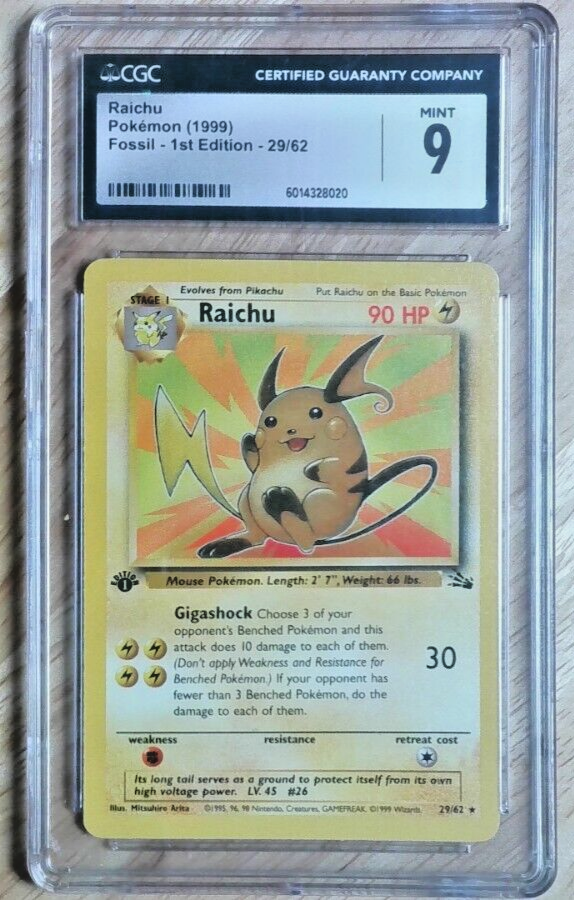 CGC
CERTIFIED GUARANTY COMPANY
Raichu
Pokémon (1999)
Fossil - 1st Edition - 29/62
MINT
9
6014328020
Evolves from Pikachu
Put Raichu on the Basic Pokémon
STAGE 1
Raichu
90 HP
EDITION
1
Mouse Pokémon. Length: 2' 7", Weight: 66 lbs.
Gigashock Choose 3 of your
opponent's Benched Pokémon and this
attack does 10 damage to each of them.
(Don't apply Weakness and Resistance for
Benched Pokémon.) If your opponent has
fewer than 3 Benched Pokémon, do the
damage to each of them.
30
weakness
resistance
retreat cost
Its long tail serves as a ground to protect itself from its own
high voltage power. LV. 45 #26
Illus. Mitsuhiro Arita
©1995, 96, 98 Nintendo, Creatures, GAMEFREAK. ©1999 Wizards.
29/62 ★